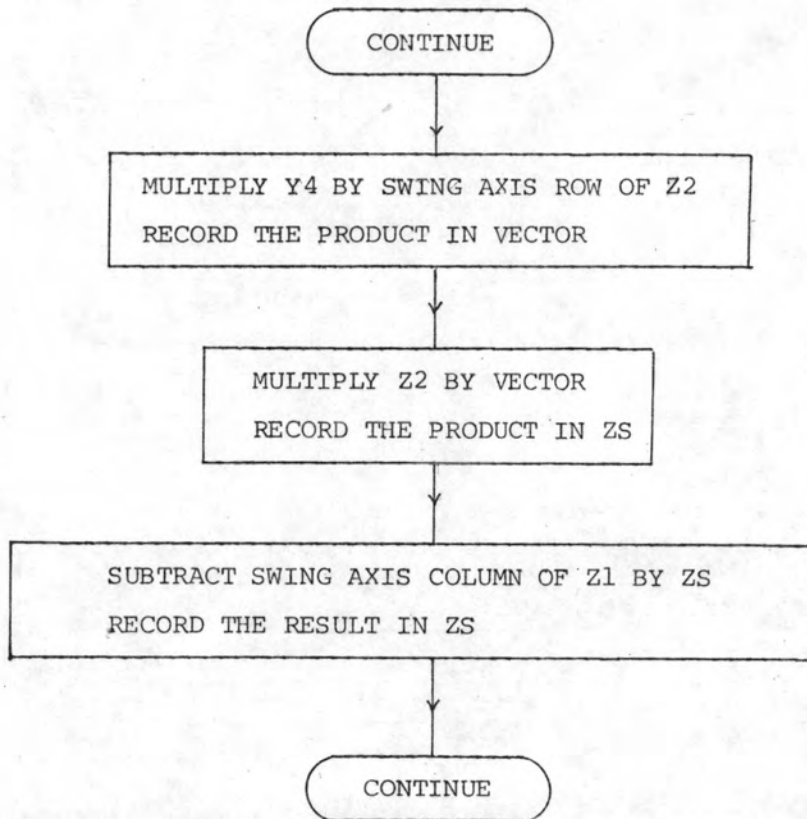 CONTINUE
MULTIPLY Y4 BY SWING AXIS ROW OF Z2
RECORD THE PRODUCT IN VECTOR
MULTIPLY Z2 BY VECTOR
RECORD THE PRODUCT IN ZS
SUBTRACT SWING AXIS COLUMN OF Z1 BY ZS
RECORD THE RESULT IN ZS
CONTINUE